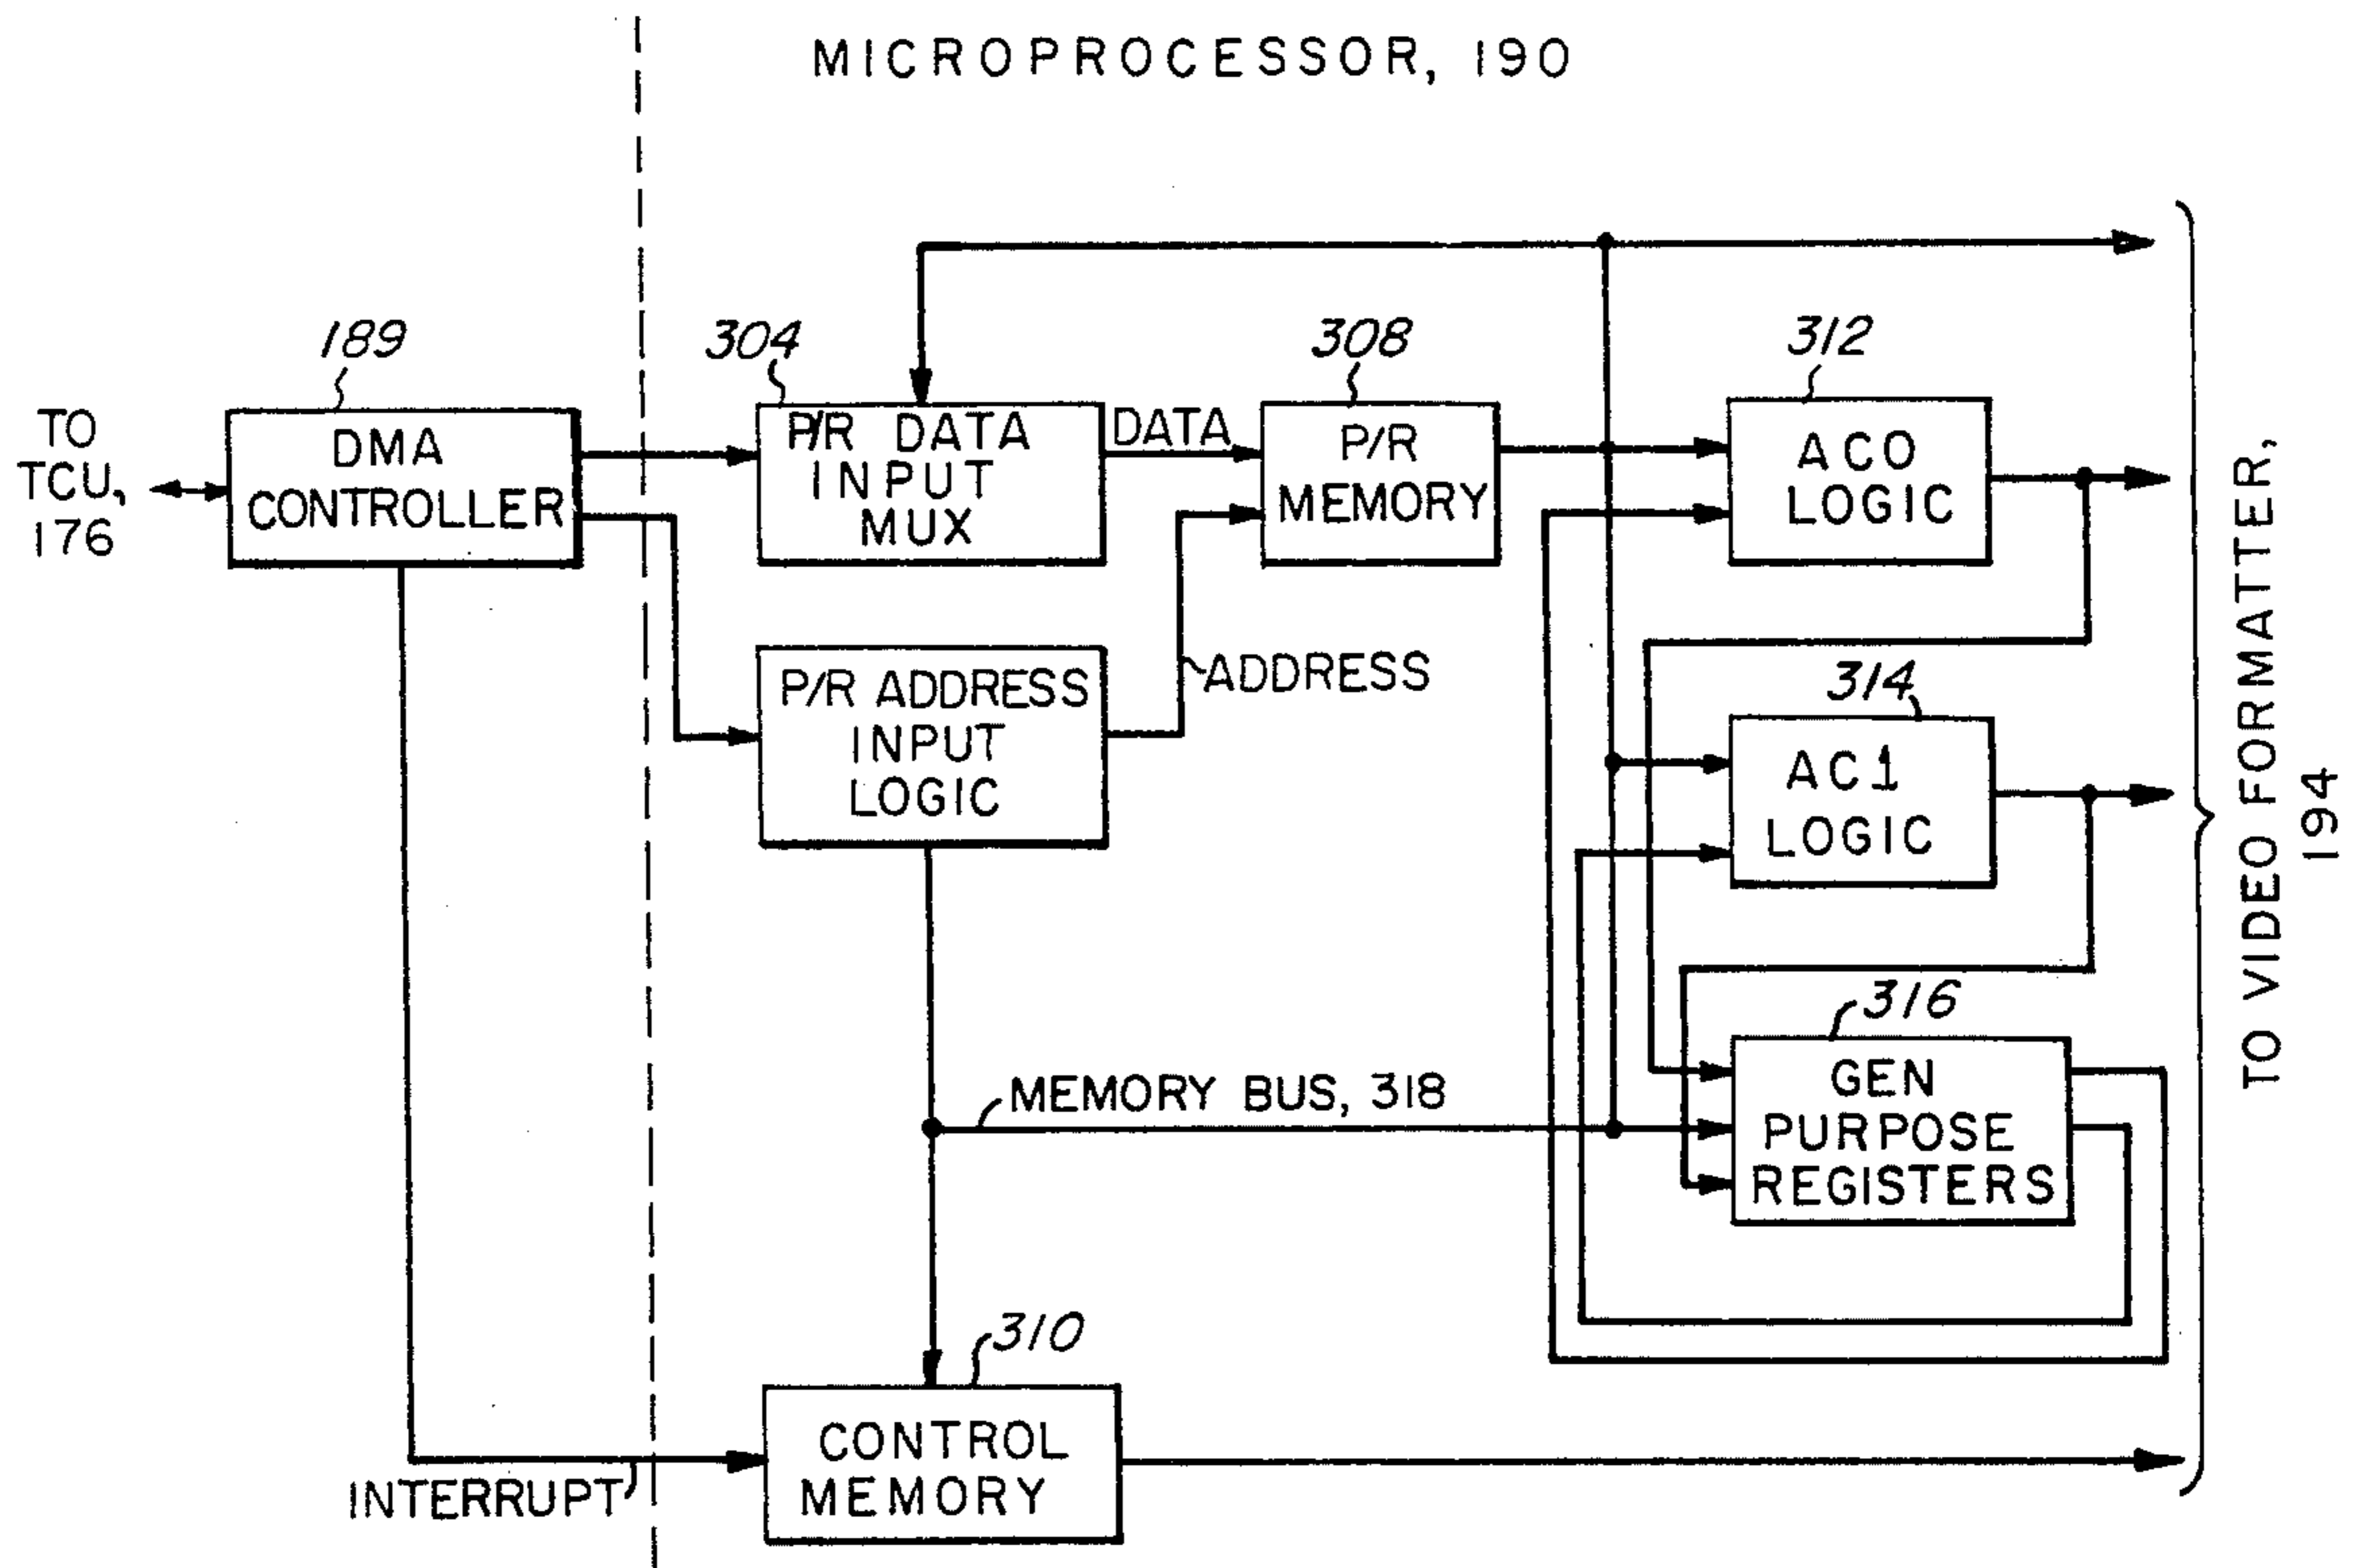 MICROPROCESSOR, 190
189
304
308
312
TO
TCU,
176
DMA
CONTROLLER
P/R DATA
INPUT
MUX
DATA
P/R
MEMORY
AC0
LOGIC
P/R ADDRESS
INPUT
LOGIC
ADDRESS
314
AC1
LOGIC
316
GEN
PURPOSE
REGISTERS
MEMORY BUS, 318
310
CONTROL
MEMORY
INTERRUPT
TO VIDEO FORMATTER,
194